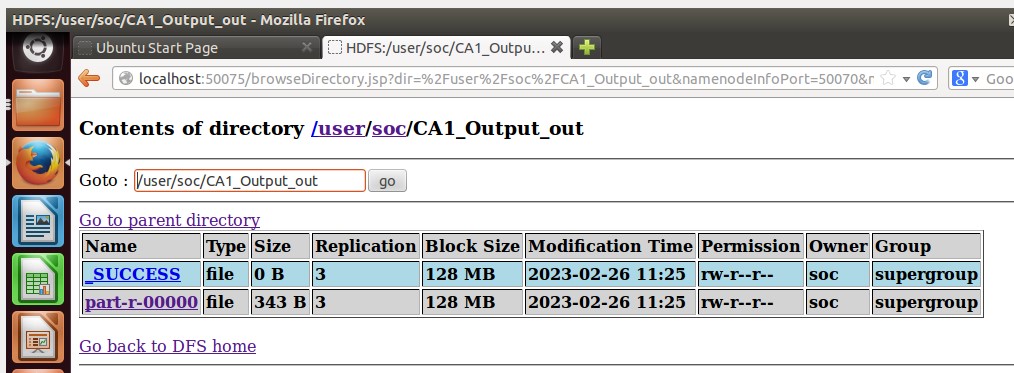 HDFS:/user/soc/CA1_Output_out - Mozilla Firefox
Ubuntu Start Page
HDFS:/user/soc/CA1_Outpu...
localhost:50075/browseDirectory.jsp?dir=%2Fuser%2Fsoc%2FCA1_Output_out&namenodeInfoPort=50070&r
8
Goo
Contents of directory /user/soc/CA1_Output_out
Goto : /user/soc/CA1_Output_out go
Go to parent directory
Name Type Size Replication Block Size Modification Time Permission Owner Group
_SUCCESS file 0 B 3 128 MB 2023-02-26 11:25 rw-r--r-- soc supergroup
part-r-00000 file 343 B 3 128 MB 2023-02-26 11:25 rw-r--r-- soc supergroup
Go back to DFS home